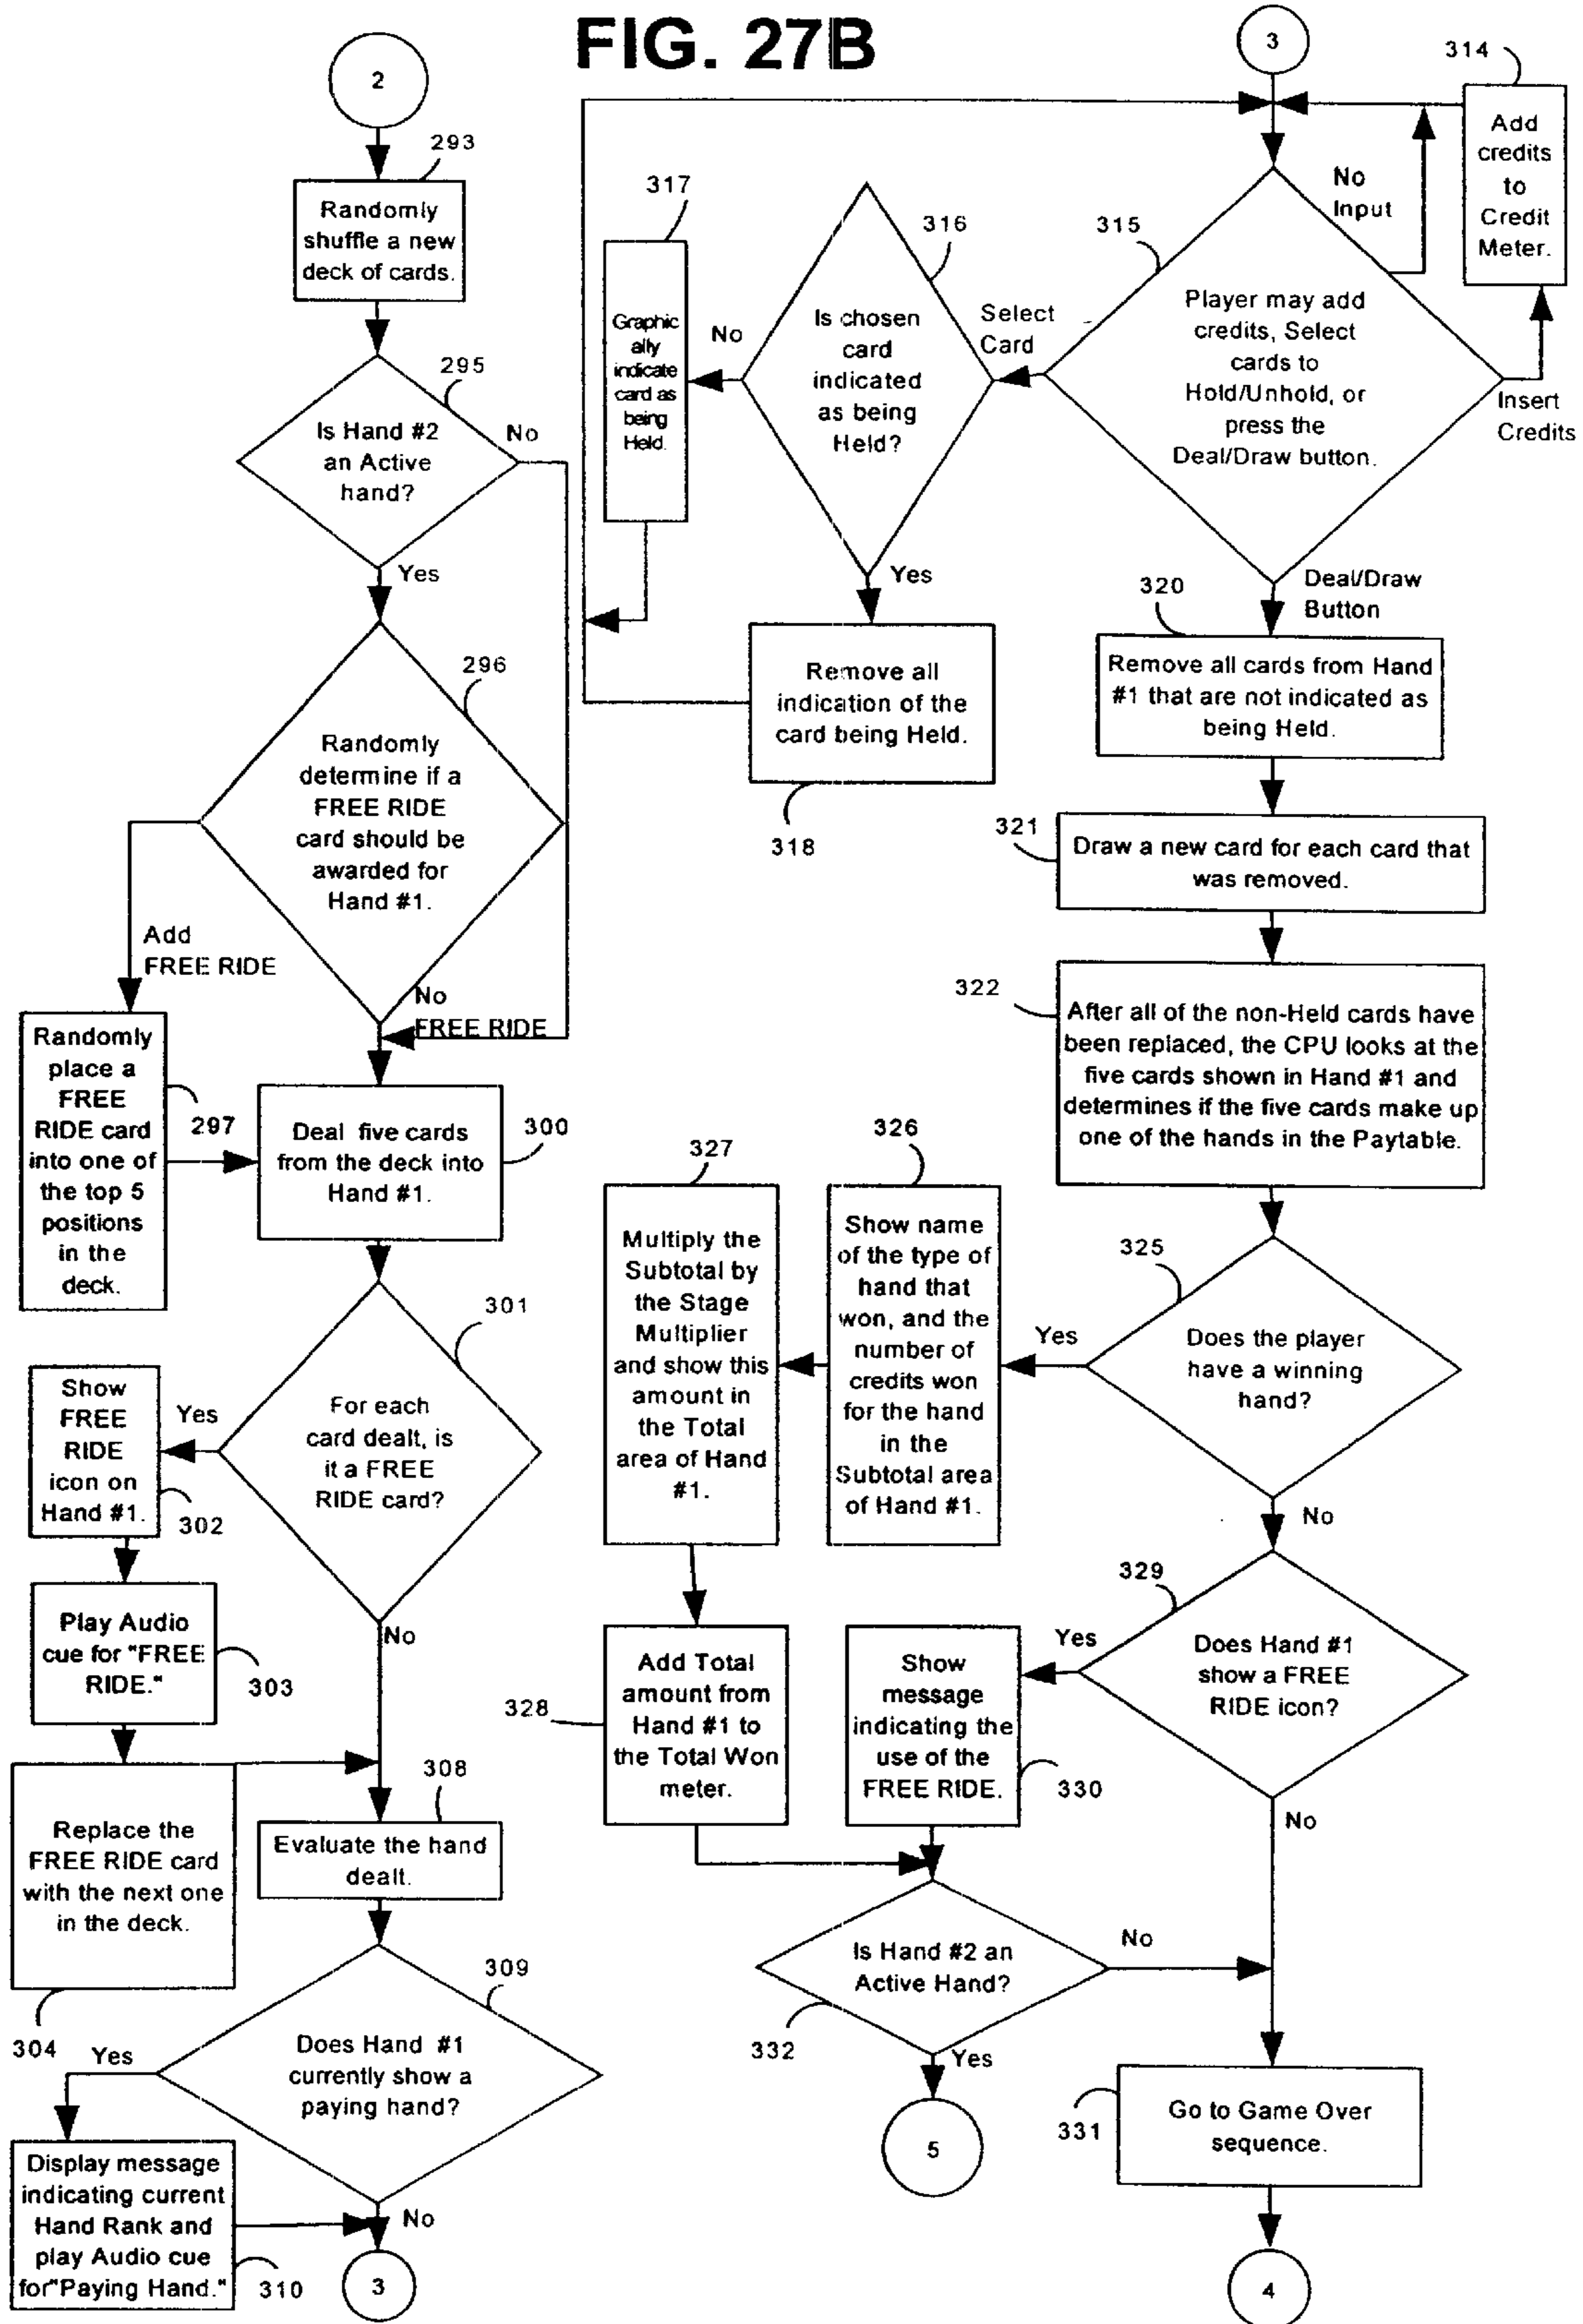 FIG. 27B
2
293
Randomly
shuffle a new
deck of cards.
295
Is Hand #2
an Active
hand?
No
Yes
296
Randomly
determine if a
FREE RIDE
card should be
awarded for
Hand #1.
Add
FREE RIDE
No
FREE RIDE
Randomly
place a
FREE
RIDE card
into one of
the top 5
positions
in the
deck.
297
Deal five cards
from the deck into
Hand #1.
300
301
For each
card dealt, is
it a FREE
RIDE card?
Yes
Show
FREE
RIDE
icon on
Hand #1.
302
No
Play Audio
cue for "FREE
RIDE."
303
Replace the
FREE RIDE card
with the next one
in the deck.
304
308
Evaluate the hand
dealt.
309
Does Hand #1
currently show a
paying hand?
Yes
Display message
indicating current
Hand Rank and
play Audio cue
for"Paying Hand."
310
No
3
3
314
Add
credits
to
Credit
Meter.
No
Input
315
Player may add
credits, Select
cards to
Hold/Unhold, or
press the
Deal/Draw button.
Insert
Credits
Select
Card
316
Is chosen
card
indicated
as being
Held?
No
317
Graphic
ally
indicate
card as
being
Held.
Yes
Remove all
indication of the
card being Held.
318
Deal/Draw
Button
320
Remove all cards from Hand
#1 that are not indicated as
being Held.
321
Draw a new card for each card that
was removed.
322
After all of the non-Held cards have
been replaced, the CPU looks at the
five cards shown in Hand #1 and
determines if the five cards make up
one of the hands in the Paytable.
325
Does the player
have a winning
hand?
Yes
326
Show name
of the type of
hand that
won, and the
number of
credits won
for the hand
in the
Subtotal area
of Hand #1.
327
Multiply the
Subtotal by
the Stage
Multiplier
and show this
amount in
the Total
area of Hand
#1.
328
Add Total
amount from
Hand #1 to
the Total Won
meter.
No
329
Does Hand #1
show a FREE
RIDE icon?
Yes
Show
message
indicating the
use of the
FREE RIDE.
330
No
Is Hand #2 an
Active Hand?
332
No
Yes
5
331
Go to Game Over
sequence.
4